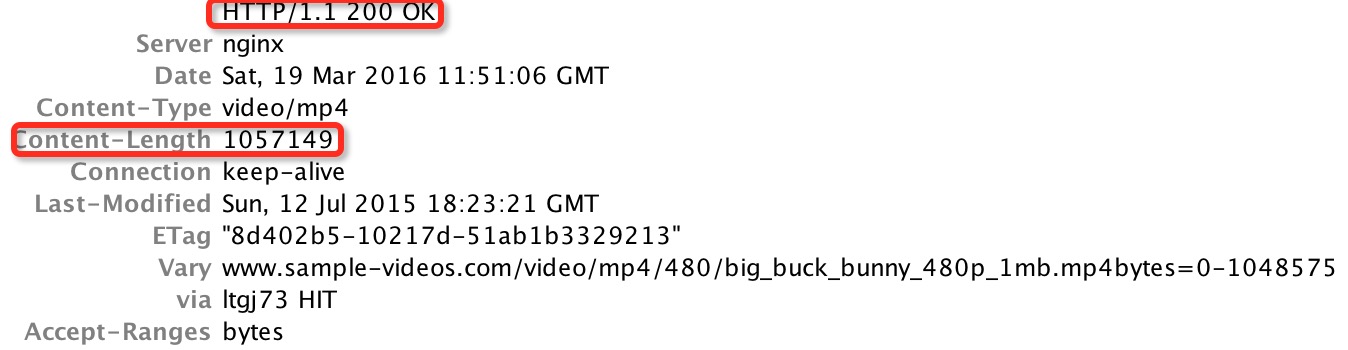 HTTP/1.1 200 OK
Server nginx
Date Sat, 19 Mar 2016 11:51:06 GMT
Content-Type video/mp4
Content-Length 1057149
Connection keep-alive
Last-Modified Sun, 12 Jul 2015 18:23:21 GMT
ETag "8d402b5-10217d-51ab1b3329213"
Vary www.sample-videos.com/video/mp4/480/big_buck_bunny_480p_1mb.mp4bytes=0-1048575
via ltgj73 HIT
Accept-Ranges bytes